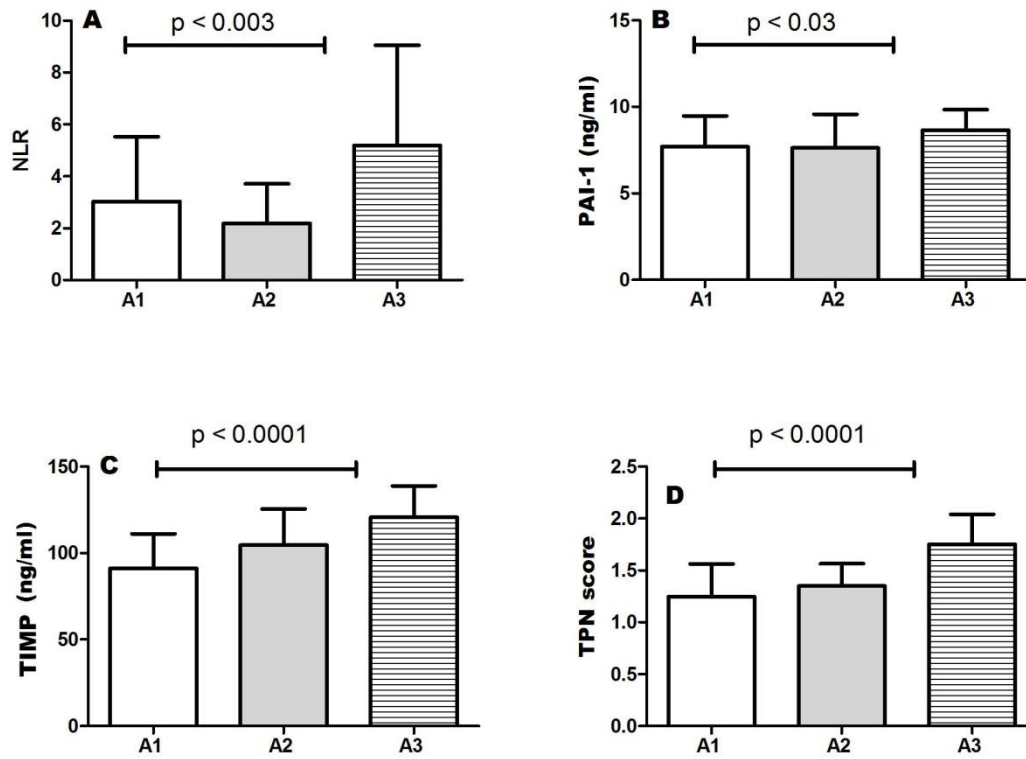 A
p < 0.003
NLR
10
8
6
4
2
0
A1 A2 A3
B
p < 0.03
PAI-1 (ng/ml)
15
10
5
0
A1 A2 A3
C
p < 0.0001
TIMP (ng/ml)
150
100
50
0
A1 A2 A3
D
p < 0.0001
TPN score
2.5
2.0
1.5
1.0
0.5
0.0
A1 A2 A3